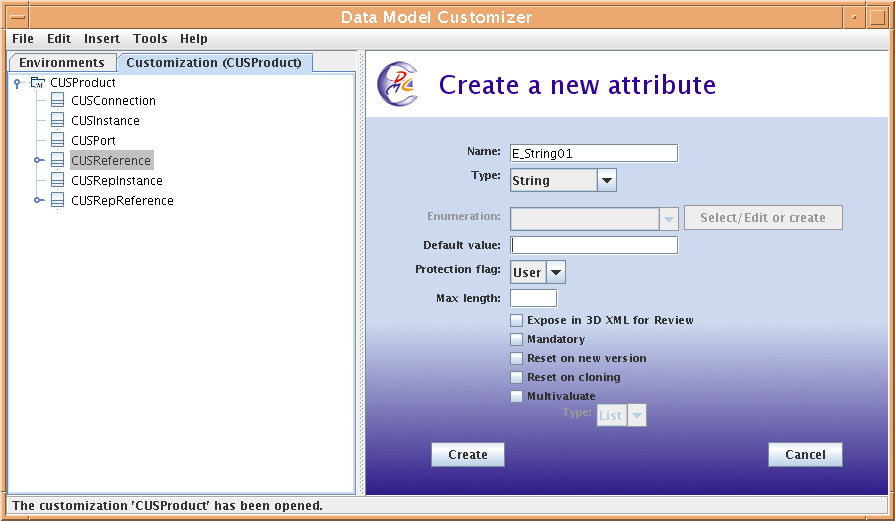 Data Model Customizer
File Edit Insert Tools Help
Environments
Customization (CUSProduct)
CUSProduct
CUSConnection
CUSInstance
CUSPort
CUSReference
CUSRepInstance
CUSRepReference
Create a new attribute
Name: E_String01
Type: String
Enumeration:
Select/Edit or create
Default value:
Protection flag: User
Max length:
Expose in 3D XML for Review
Mandatory
Reset on new version
Reset on cloning
Multivaluate
Type: List
Create
Cancel
The customization 'CUSProduct' has been opened.